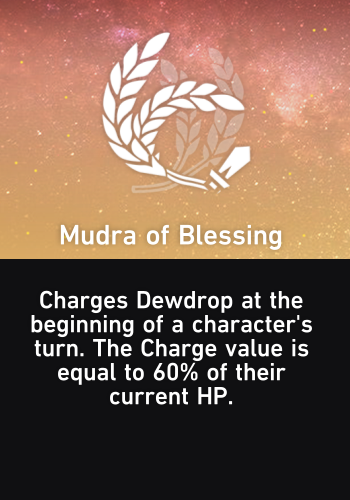 Mudra of Blessing
Charges Dewdrop at the
beginning of a character's
turn. The Charge value is
equal to 60% of their
current HP.